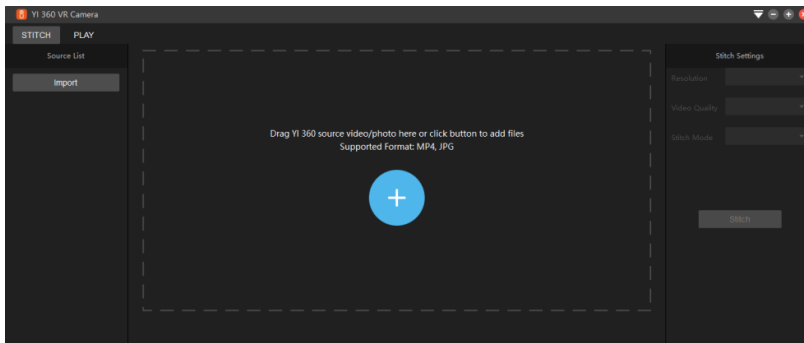 YI 360 VR Camera
STITCH PLAY
Source List
Import
Drag YI 360 source video/photo here or click button to add files
Supported Format: MP4, JPG
Stitch Settings
Resolution
Video Quality
Stitch Mode
Stitch